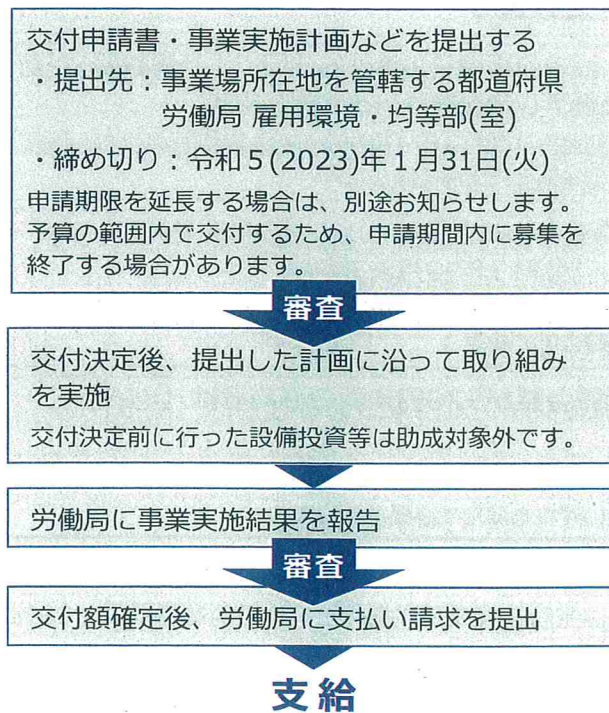 交付申請書・事業実施計画などを提出する
・提出先：事業場所在地を管轄する都道府県
労働局 雇用環境・均等部(室)
・締め切り：令和５(2023)年１月31日(火)
申請期限を延長する場合は、別途お知らせします。
予算の範囲内で交付するため、申請期間内に募集を
終了する場合があります。
審査
交付決定後、提出した計画に沿って取り組み
を実施
交付決定前に行った設備投資等は助成対象外です。
労働局に事業実施結果を報告
審査
交付額確定後、労働局に支払い請求を提出
支給